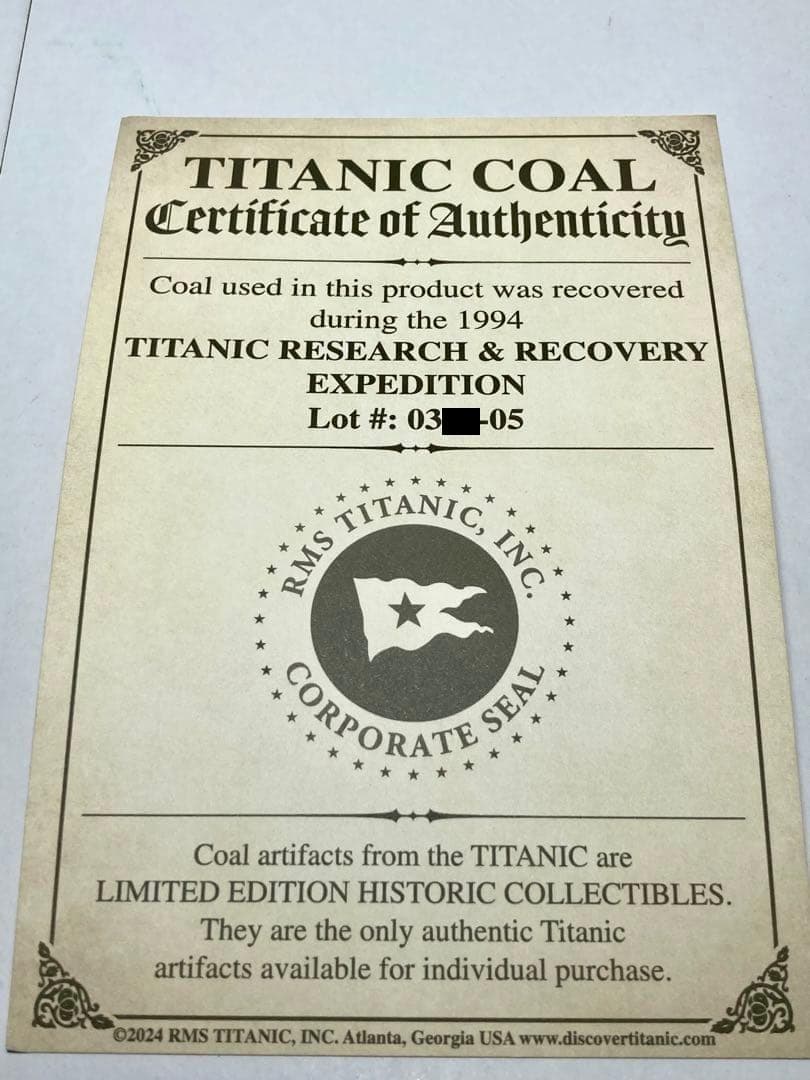 TITANIC COAL
Certificate of Authenticity
Coal used in this product was recovered
during the 1994
TITANIC RESEARCH & RECOVERY
EXPEDITION
Lot #: 03 -05
RMS TITANIC, INC.
CORPORATE SEAL
Coal artifacts from the TITANIC are
LIMITED EDITION HISTORIC COLLECTIBLES.
They are the only authentic Titanic
artifacts available for individual purchase.
©2024 RMS TITANIC, INC. Atlanta, Georgia USA www.discovertitanic.com